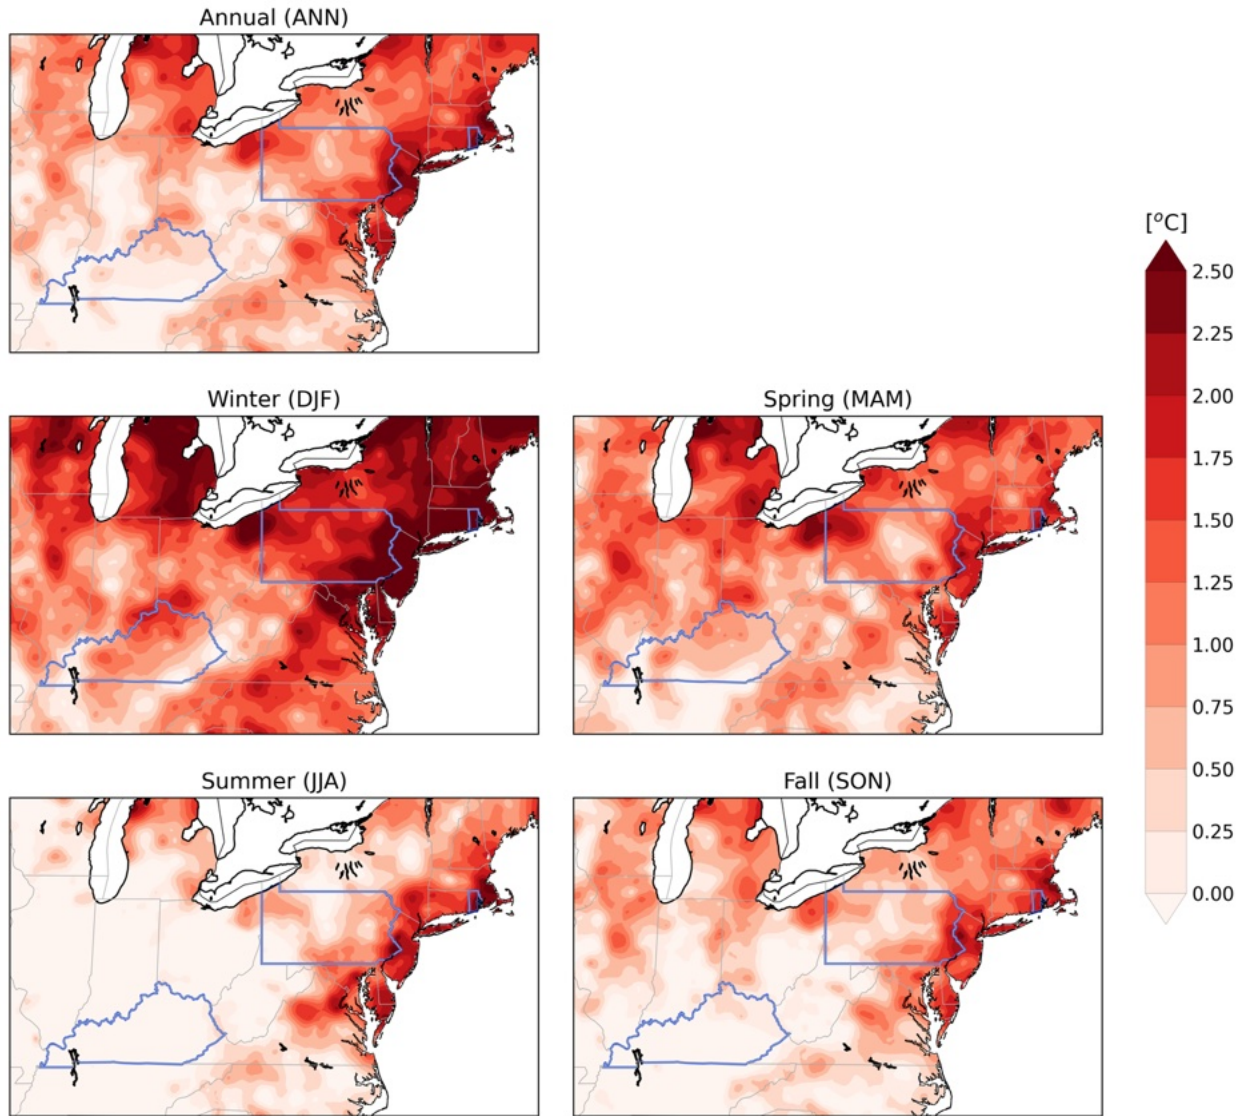 Annual (ANN)
[°C]
2.50
2.25
2.00
1.75
1.50
1.25
1.00
0.75
0.50
0.25
0.00
Winter (DJF)
Spring (MAM)
Summer (JJA)
Fall (SON)